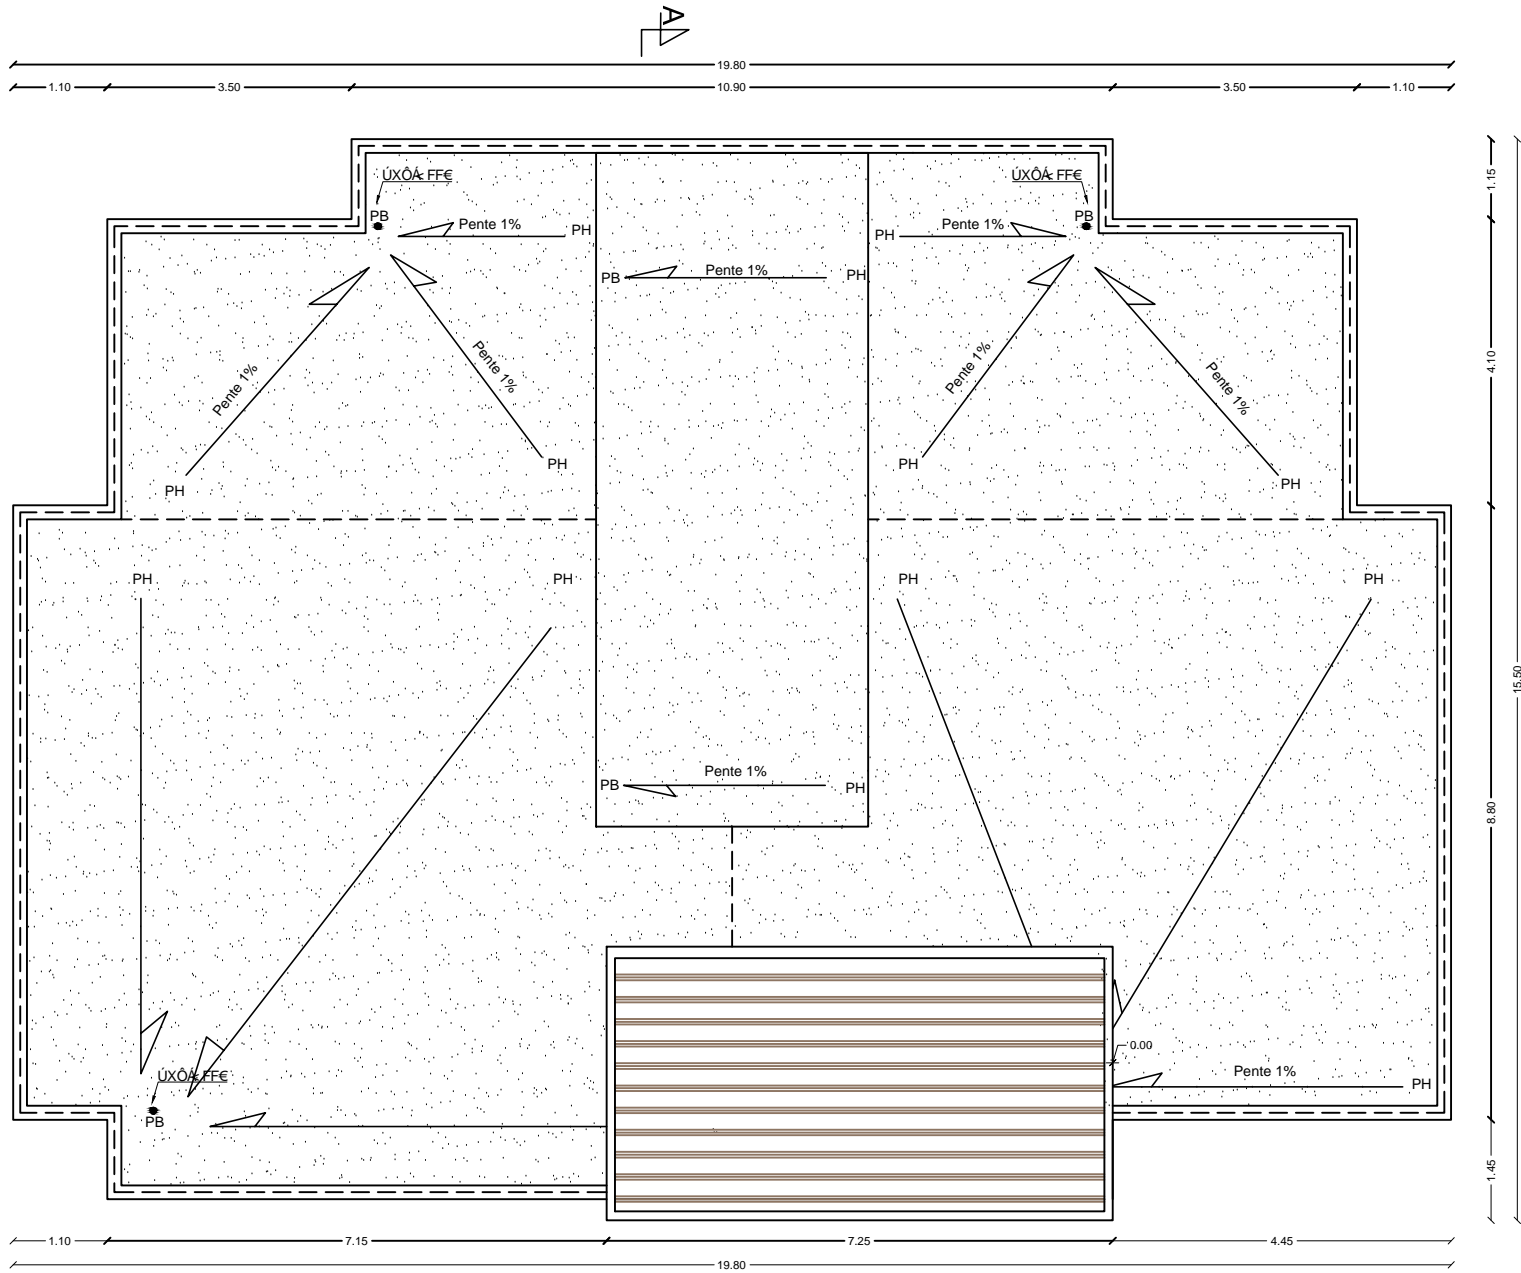 A
19.80
1.10 3.50 10.90 3.50 1.10
ÚXÔÁ< FF€ ÚXÔÁ< FF€
PB Pente 1% PH PH Pente 1% PB
PB Pente 1% PH
Pente 1% Pente 1% Pente 1% Pente 1%
PH PH PH PH
PH PH PH PH
PB Pente 1% PH
0.00
Pente 1% PH
ÚXÔÁ< FF€
PB
1.15
4.10
8.80
1.45
15.50
1.10 7.15 7.25 4.45
19.80